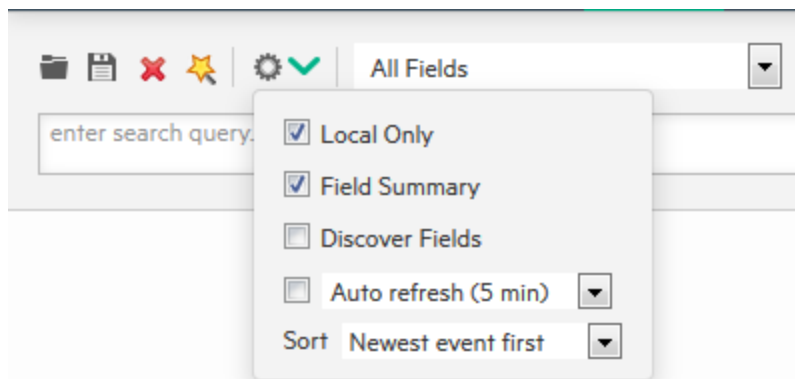 All Fields
enter search query.
Local Only
Field Summary
Discover Fields
Auto refresh (5 min)
Sort Newest event first